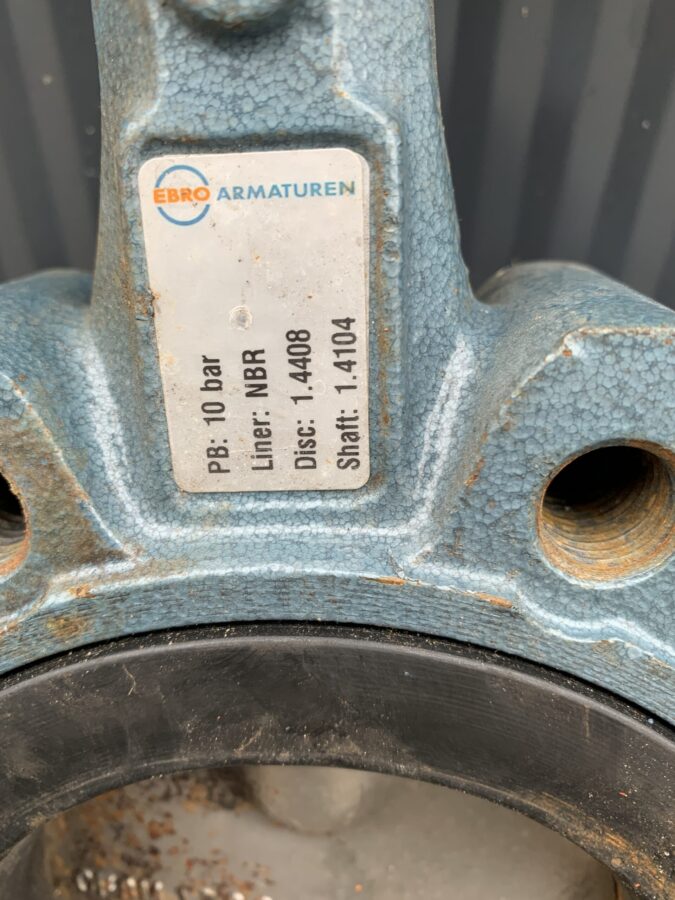 EBRO ARMATUREN
PB: 10 bar
Liner: NBR
Disc: 1.4408
Shaft: 1.4104